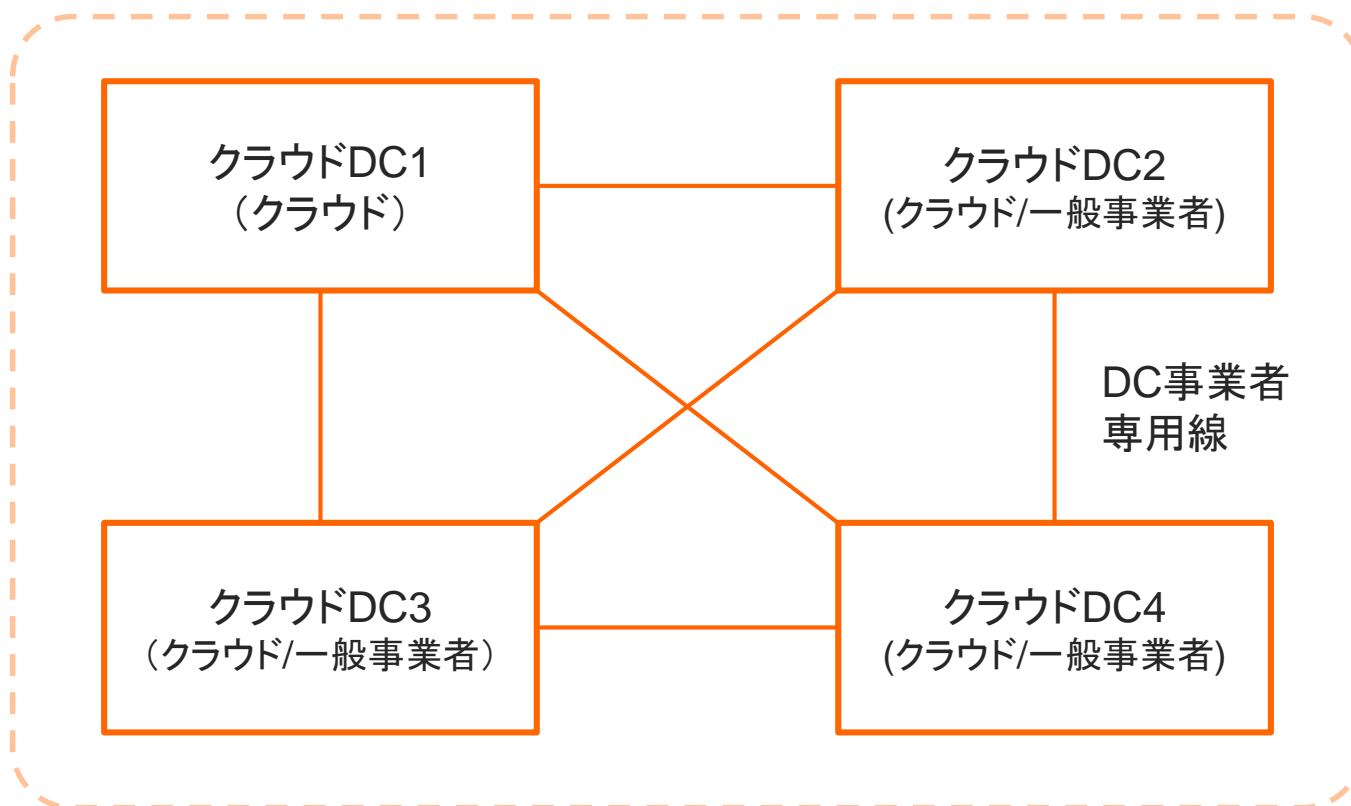 クラウドDC1
（クラウド）
クラウドDC2
(クラウド/一般事業者)
DC事業者
専用線
クラウドDC3
（クラウド/一般事業者）
クラウドDC4
(クラウド/一般事業者)